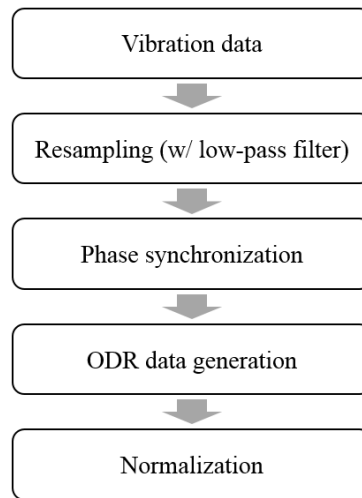 Vibration data
Resampling (w/ low-pass filter)
Phase synchronization
ODR data generation
Normalization